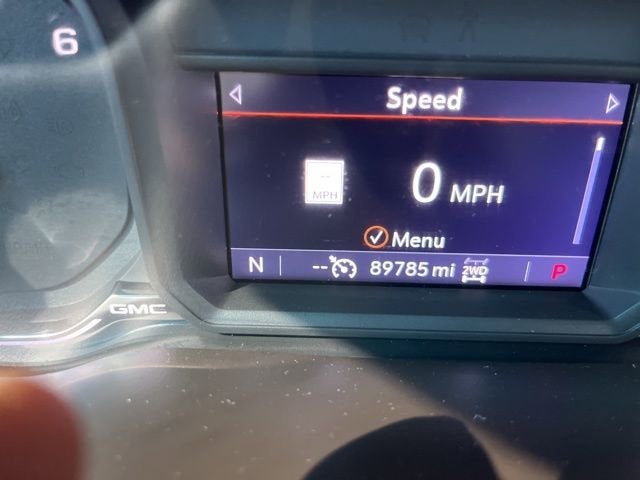 6
Speed
--
MPH
0 MPH
Menu
N
-- 89785 mi 2WD
P
GMC